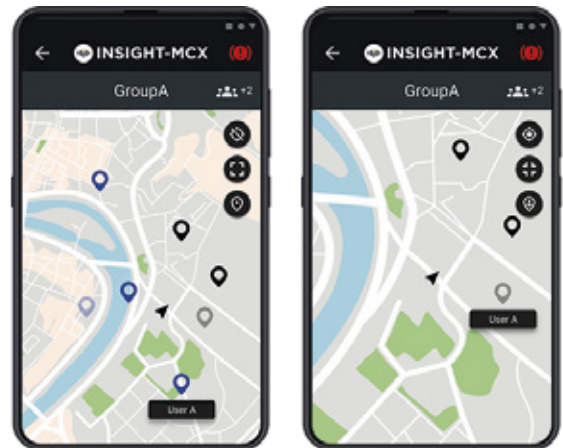 INSIGHT-MCX
GroupA
+2
User A
INSIGHT-MCX
GroupA
+2
User A